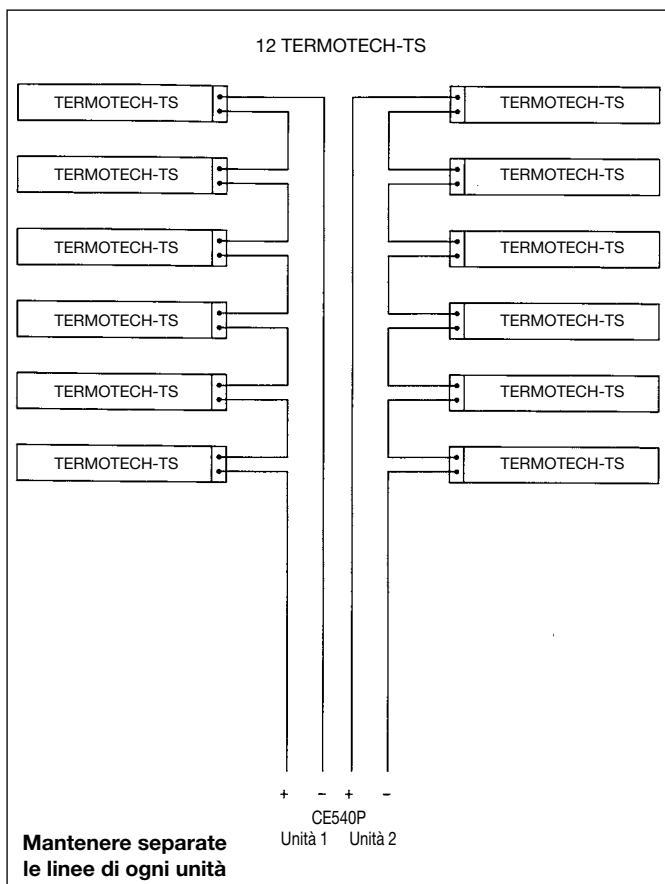 12 TERMOTECH-TS
TERMOTECH-TS TERMOTECH-TS
TERMOTECH-TS TERMOTECH-TS
TERMOTECH-TS TERMOTECH-TS
TERMOTECH-TS TERMOTECH-TS
TERMOTECH-TS TERMOTECH-TS
TERMOTECH-TS TERMOTECH-TS
+ – + –
CE540P
Unità 1 Unità 2
Mantenere separate
le linee di ogni unità